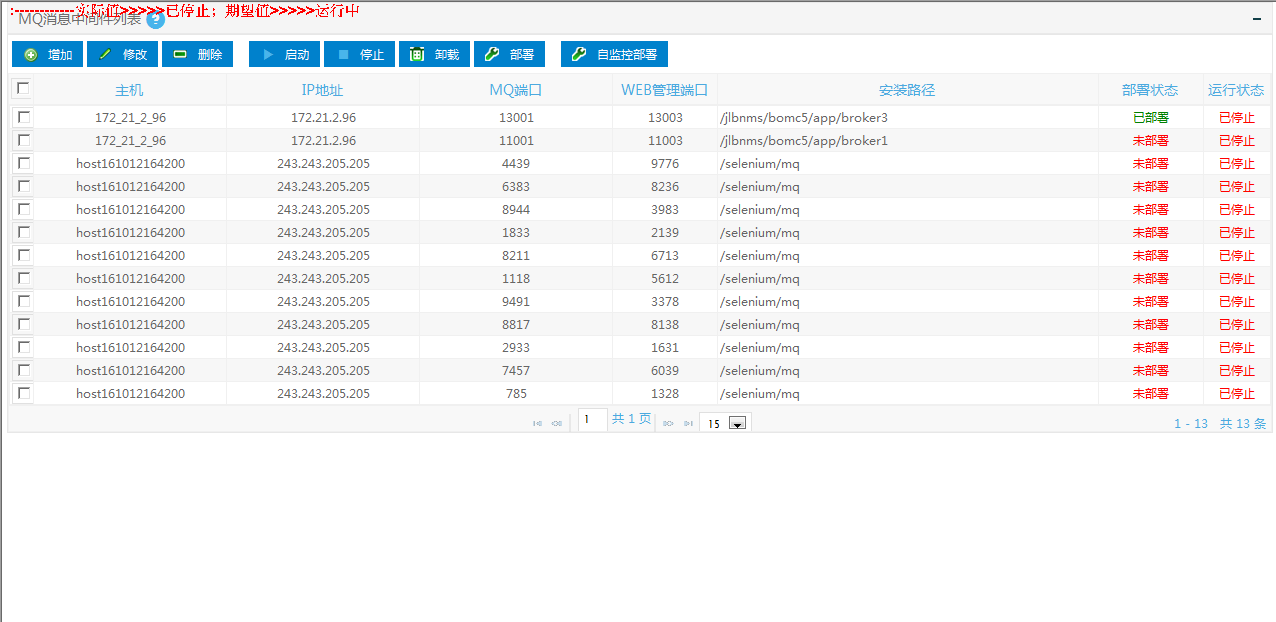 :------------实际值>>>>>已停止；期望值>>>>>运行中
MQ消息中间件列表 ?
增加 修改 删除 启动 停止 卸载 部署 自监控部署
主机 IP地址 MQ端口 WEB管理端口 安装路径 部署状态 运行状态
172_21_2_96 172.21.2.96 13001 13003 /jlbnms/bomc5/app/broker3 已部署 已停止
172_21_2_96 172.21.2.96 11001 11003 /jlbnms/bomc5/app/broker1 未部署 已停止
host161012164200 243.243.205.205 4439 9776 /selenium/mq 未部署 已停止
host161012164200 243.243.205.205 6383 8236 /selenium/mq 未部署 已停止
host161012164200 243.243.205.205 8944 3983 /selenium/mq 未部署 已停止
host161012164200 243.243.205.205 1833 2139 /selenium/mq 未部署 已停止
host161012164200 243.243.205.205 8211 6713 /selenium/mq 未部署 已停止
host161012164200 243.243.205.205 1118 5612 /selenium/mq 未部署 已停止
host161012164200 243.243.205.205 9491 3378 /selenium/mq 未部署 已停止
host161012164200 243.243.205.205 8817 8138 /selenium/mq 未部署 已停止
host161012164200 243.243.205.205 2933 1631 /selenium/mq 未部署 已停止
host161012164200 243.243.205.205 7457 6039 /selenium/mq 未部署 已停止
host161012164200 243.243.205.205 785 1328 /selenium/mq 未部署 已停止
1 共 1 页 15 1 - 13 共 13 条